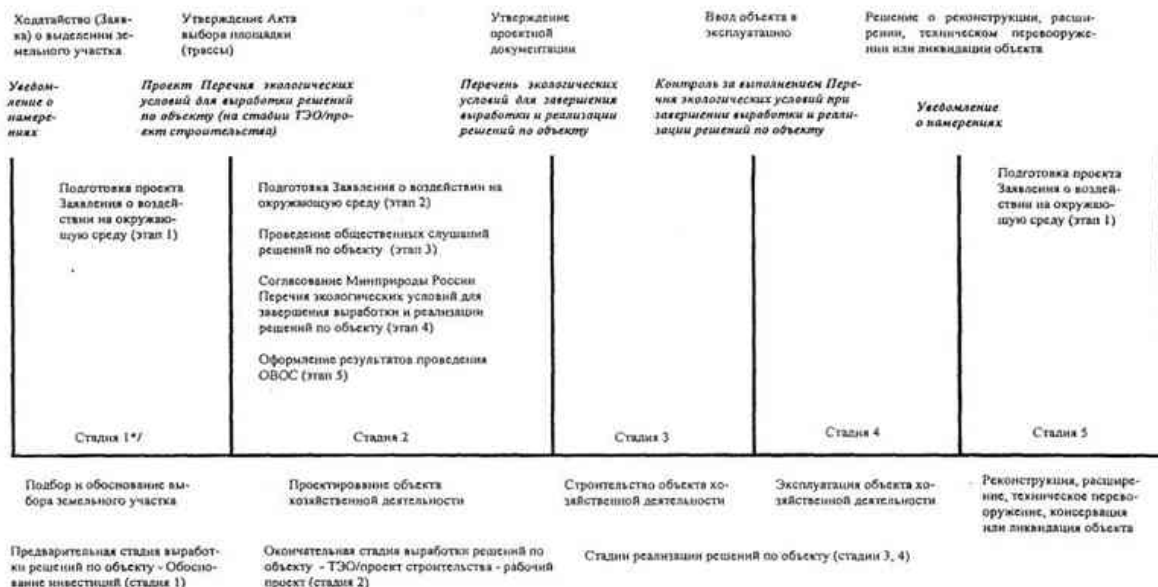 Ходатайство (Заяв-
ка) о выделении зе-
мельного участка
Утверждение Акта
выбора площадки
(трассы)
Утверждение
проектной
документации
Ввод объекта в
эксплуатацию
Решение о реконструкции, расши-
рении, техническом перевооруже-
нии или ликвидации объекта
Уведом-
ление о
намере-
ниях
Проект Перечня экологических
условий для выработки решений
по объекту (на стадии ТЭО/про-
ект строительства)
Перечень экологических
условий для завершения
выработки и реализации
решений по объекту
Контроль за выполнением Пере-
чня экологических условий при
завершении выработки и реали-
зации решений по объекту
Уведомление
о намерениях
Подготовка проекта
Заявления о воздей-
ствии на окружаю-
щую среду (этап 1)
Подготовка Заявления о воздействии на
окружающую среду (этап 2)
Проведение общественных слушаний
решений по объекту (этап 3)
Согласование Минприроды России
Перечня экологических условий для
завершения выработки и реализации
решений по объекту (этап 4)
Оформление результатов проведения
ОВОС (этап 5)
Подготовка проекта
Заявления о воздей-
ствии на окружаю-
щую среду (этап 1)
Стадия 1*/
Стадия 2
Стадия 3
Стадия 4
Стадия 5
Подбор и обоснование вы-
бора земельного участка
Проектирование объекта
хозяйственной деятельности
Строительство объекта хо-
зяйственной деятельности
Эксплуатация объекта хо-
зяйственной деятельности
Реконструкция, расшире-
ние, техническое перево-
оружение, консервация
или ликвидация объекта
Предварительная стадия выработ-
ки решений по объекту - Обосно-
вание инвестиций (стадия 1)
Окончательная стадия выработки решений по
объекту - ТЭО/проект строительства - рабочий
проект (стадия 2)
Стадии реализации решений по объекту (стадии 3, 4)